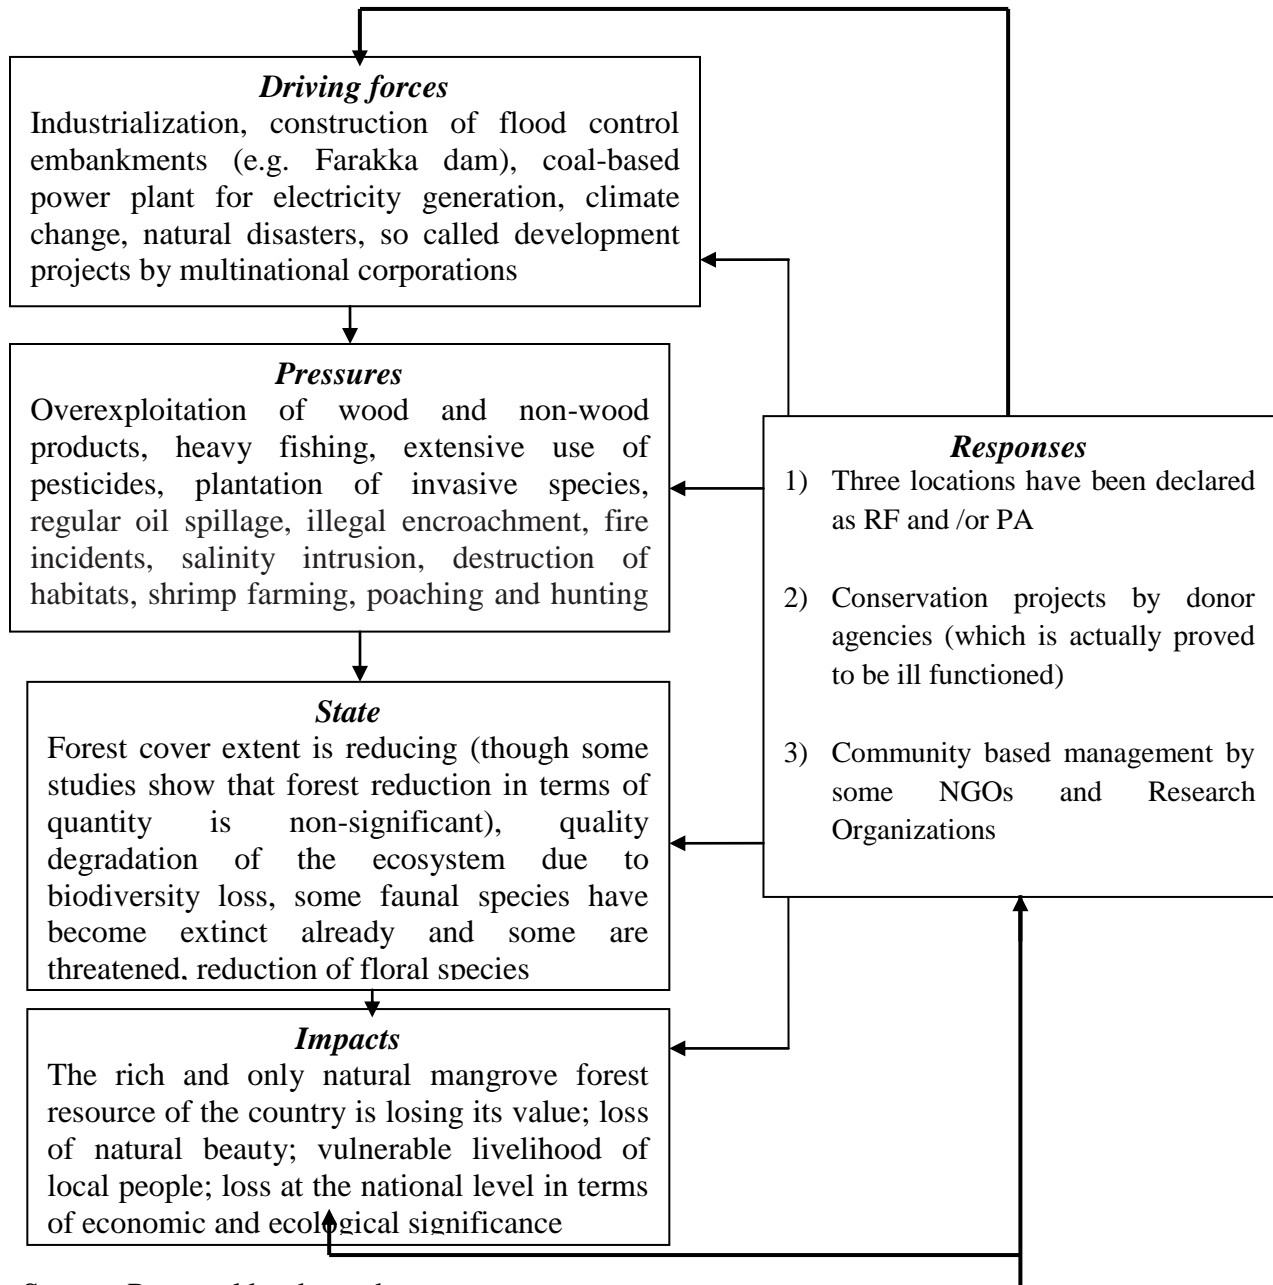 Driving forces
Industrialization, construction of flood control
embankments (e.g. Farakka dam), coal-based
power plant for electricity generation, climate
change, natural disasters, so called development
projects by multinational corporations
Pressures
Overexploitation of wood and non-wood
products, heavy fishing, extensive use of
pesticides, plantation of invasive species,
regular oil spillage, illegal encroachment, fire
incidents, salinity intrusion, destruction of
habitats, shrimp farming, poaching and hunting
State
Forest cover extent is reducing (though some
studies show that forest reduction in terms of
quantity is non-significant), quality
degradation of the ecosystem due to
biodiversity loss, some faunal species have
become extinct already and some are
threatened, reduction of floral species
Impacts
The rich and only natural mangrove forest
resource of the country is losing its value; loss
of natural beauty; vulnerable livelihood of
local people; loss at the national level in terms
of economic and ecological significance
Responses
1) Three locations have been declared
as RF and /or PA
2) Conservation projects by donor
agencies (which is actually proved
to be ill functioned)
3) Community based management by
some NGOs and Research
Organizations